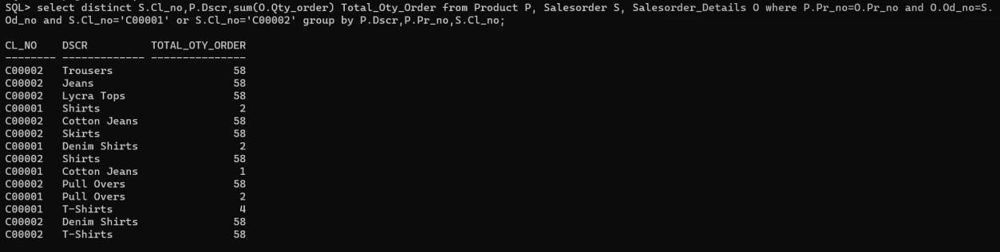 SQL> select distinct S.Cl_no,P.Dscr,sum(O.Qty_order) Total_Oty_Order from Product P, Salesorder S, Salesorder_Details O where P.Pr_no=O.Pr_no and O.Od_no=S.
Od_no and S.Cl_no='C00001' or S.Cl_no='C00002' group by P.Dscr,P.Pr_no,S.Cl_no;
CL_NO    DSCR          TOTAL_OTY_ORDER
-------- ------------- ---------------
C00002   Trousers                   58
C00002   Jeans                      58
C00002   Lycra Tops                 58
C00001   Shirts                      2
C00002   Cotton Jeans               58
C00002   Skirts                     58
C00001   Denim Shirts                2
C00002   Shirts                     58
C00001   Cotton Jeans                1
C00002   Pull Overs                 58
C00001   Pull Overs                  2
C00001   T-Shirts                    4
C00002   Denim Shirts               58
C00002   T-Shirts                   58